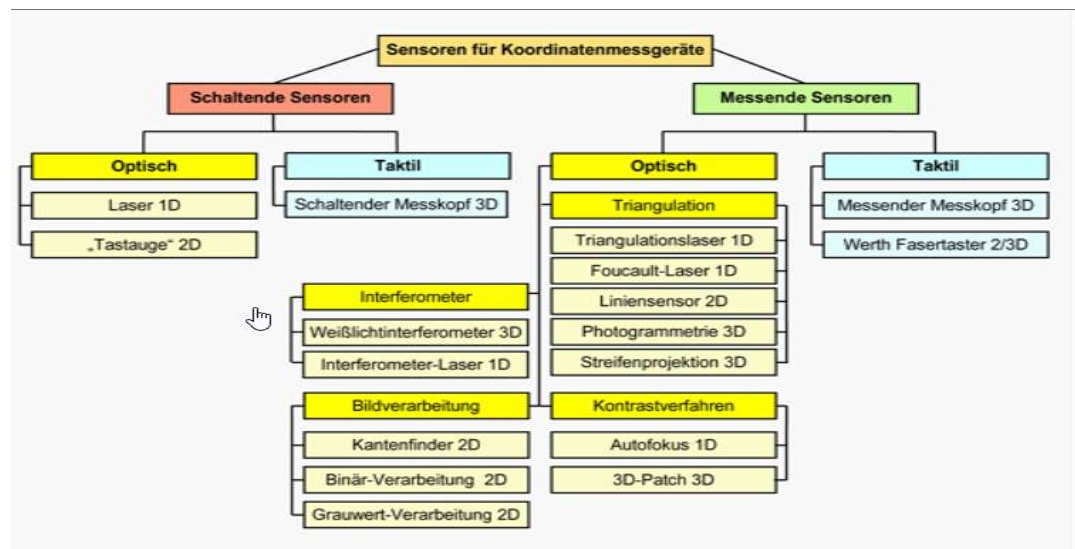 Sensoren für Koordinatenmessgeräte
Schaltende Sensoren
Messende Sensoren
Optisch
Taktil
Optisch
Taktil
Laser 1D
Schaltender Messkopf 3D
Triangulation
Messender Messkopf 3D
„Tastauge“ 2D
Triangulationslaser 1D
Werth Fasertaster 2/3D
Foucault-Laser 1D
Interferometer
Liniensensor 2D
Weißlichtinterferometer 3D
Photogrammetrie 3D
Interferometer-Laser 1D
Streifenprojektion 3D
Bildverarbeitung
Kontrastverfahren
Kantenfinder 2D
Autofokus 1D
Binär-Verarbeitung 2D
3D-Patch 3D
Grauwert-Verarbeitung 2D